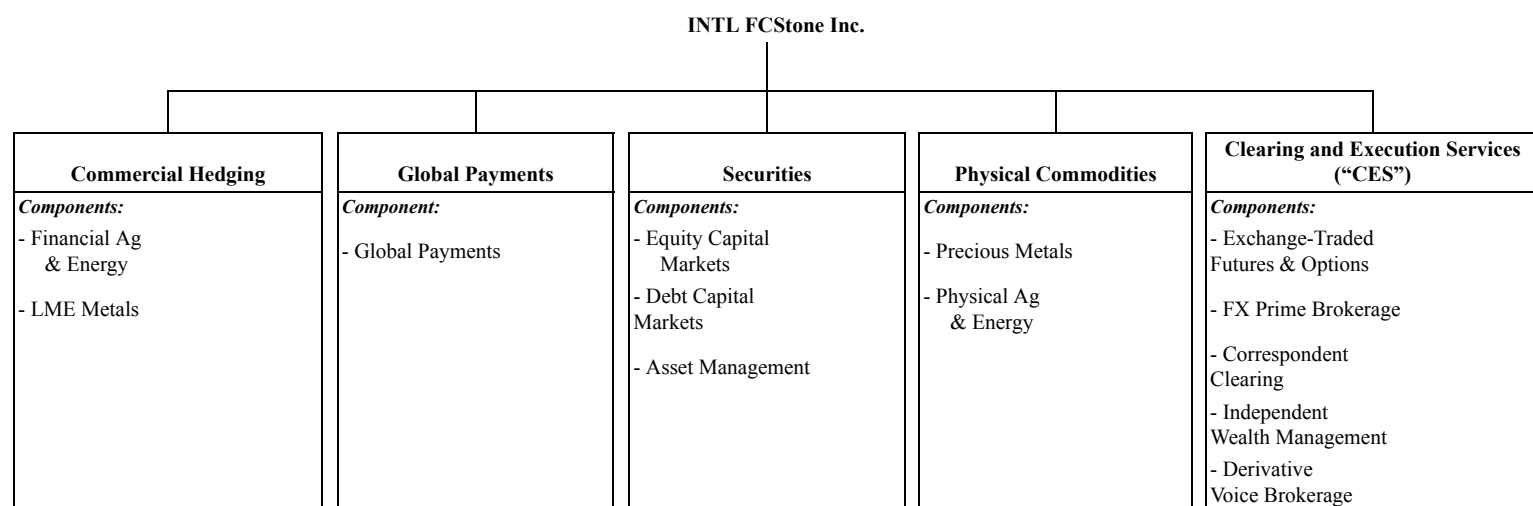 INTL FCStone Inc.
Commercial Hedging
Components:
- Financial Ag
& Energy
- LME Metals
Global Payments
Component:
- Global Payments
Securities
Components:
- Equity Capital
Markets
- Debt Capital
Markets
- Asset Management
Physical Commodities
Components:
- Precious Metals
- Physical Ag
& Energy
Clearing and Execution Services
(“CES”)
Components:
- Exchange-Traded
Futures & Options
- FX Prime Brokerage
- Correspondent
Clearing
- Independent
Wealth Management
- Derivative
Voice Brokerage